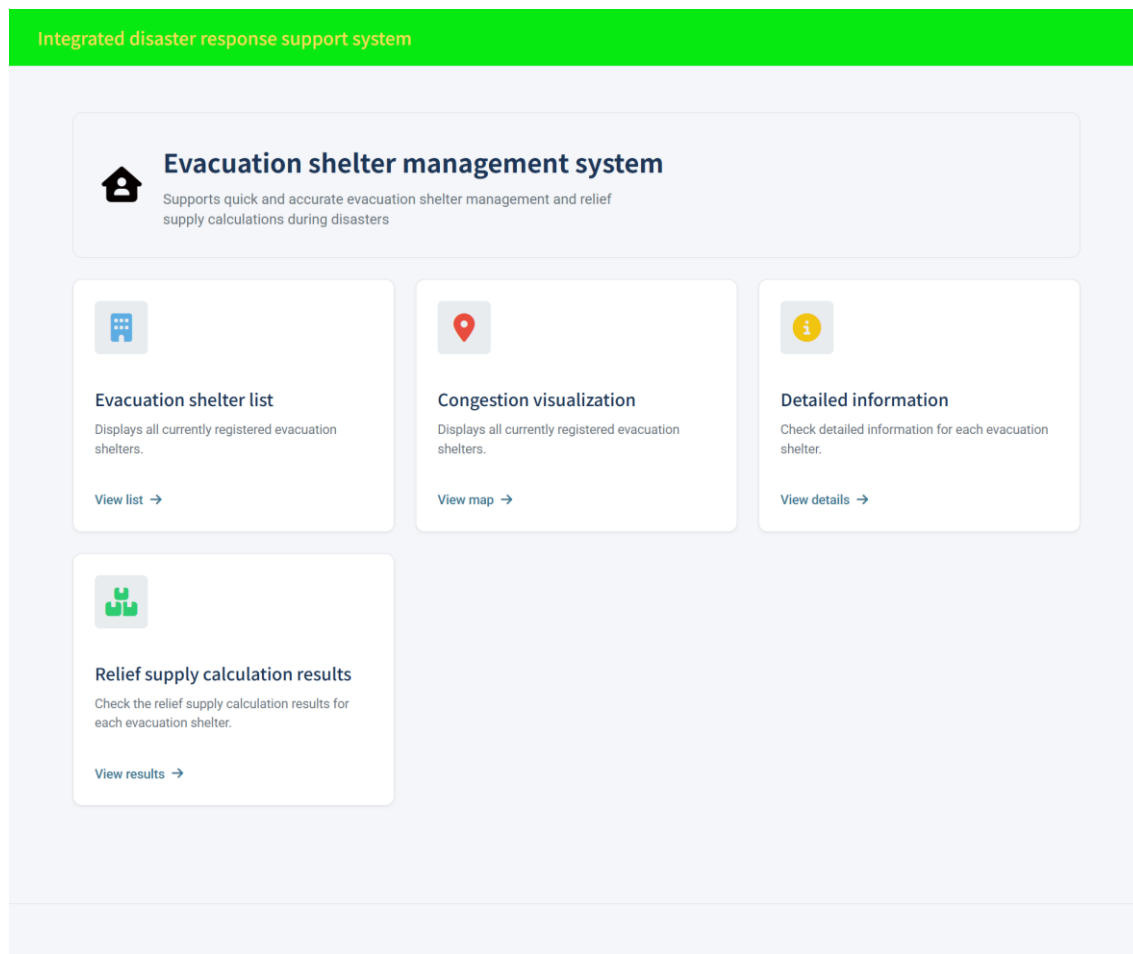 Integrated disaster response support system
Evacuation shelter management system
Supports quick and accurate evacuation shelter management and relief
supply calculations during disasters
Evacuation shelter list
Displays all currently registered evacuation
shelters.
View list
Congestion visualization
Displays all currently registered evacuation
shelters.
View map
Detailed information
Check detailed information for each evacuation
shelter.
View details
Relief supply calculation results
Check the relief supply calculation results for
each evacuation shelter.
View results